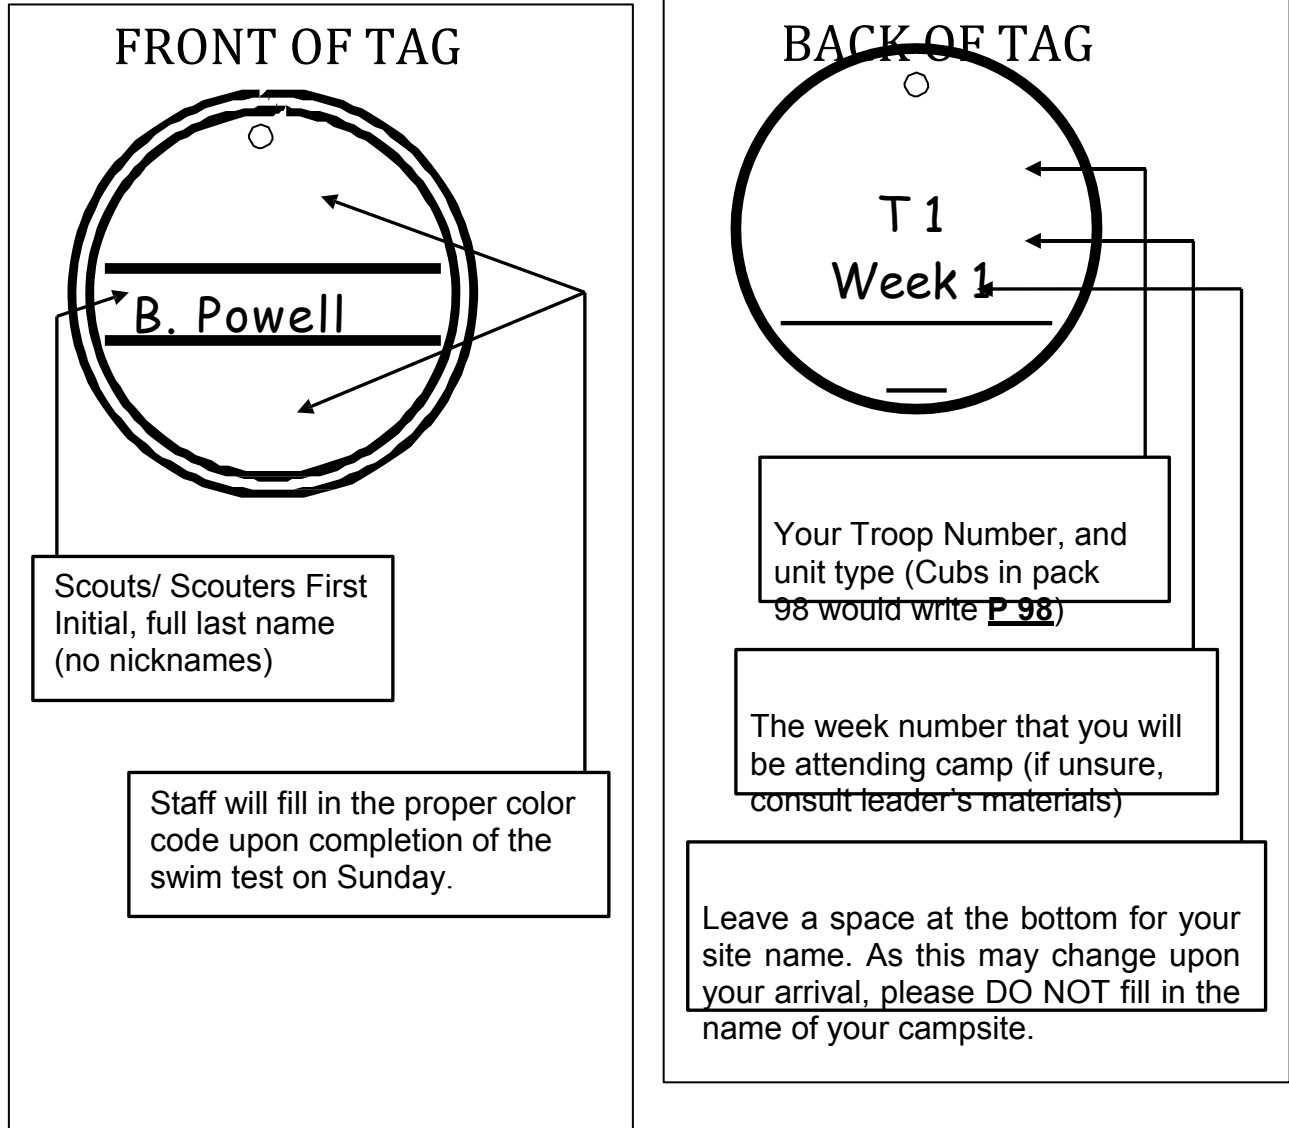 FRONT OF TAG
B. Powell
Scouts/ Scouters First
Initial, full last name
(no nicknames)
Staff will fill in the proper color
code upon completion of the
swim test on Sunday.
BACK OF TAG
T 1
Week 1
Your Troop Number, and
unit type (Cubs in pack
98 would write P 98)
The week number that you will
be attending camp (if unsure,
consult leader’s materials)
Leave a space at the bottom for your
site name. As this may change upon
your arrival, please DO NOT fill in the
name of your campsite.